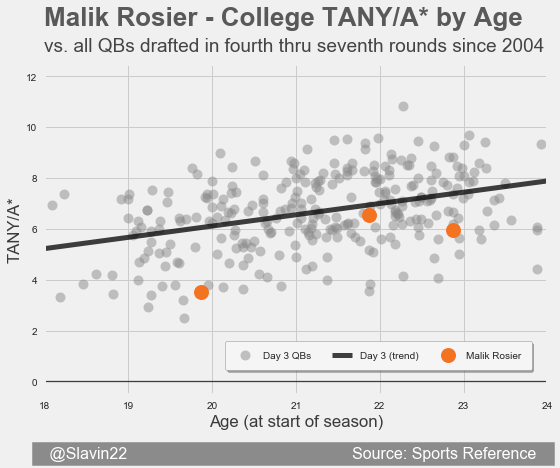 Malik Rosier - College TANY/A* by Age
vs. all QBs drafted in fourth thru seventh rounds since 2004
12
10
8
6
4
2
0
TANY/A*
Day 3 QBs Day 3 (trend) Malik Rosier
18 19 20 21 22 23 24
Age (at start of season)
@Slavin22 Source: Sports Reference